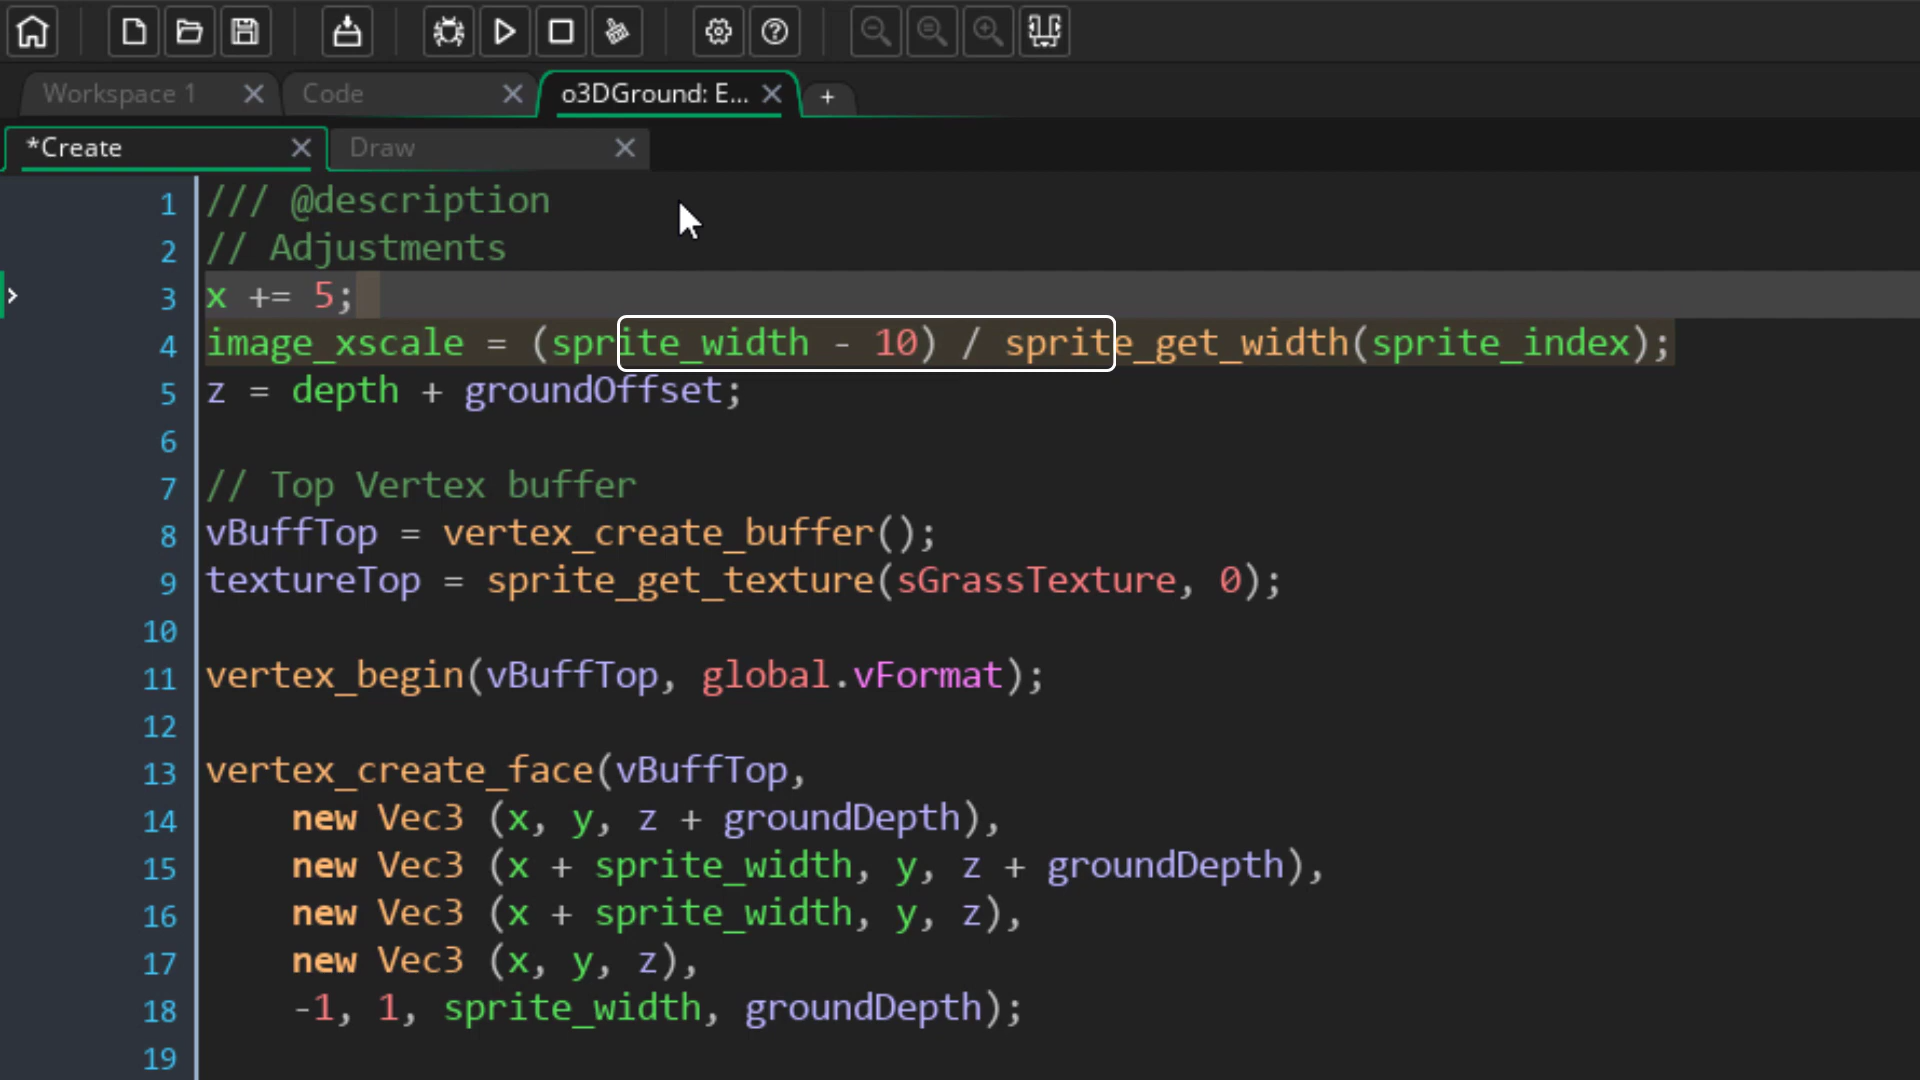 Workspace 1
Code
o3DGround: E...
+
*Create
Draw
1 /// @description
2 // Adjustments
3 x += 5;
4 image_xscale = (sprite_width - 10) / sprite_get_width(sprite_index);
5 z = depth + groundOffset;
6
7 // Top Vertex buffer
8 vBuffTop = vertex_create_buffer();
9 textureTop = sprite_get_texture(sGrassTexture, 0);
10
11 vertex_begin(vBuffTop, global.vFormat);
12
13 vertex_create_face(vBuffTop,
14 new Vec3 (x, y, z + groundDepth),
15 new Vec3 (x + sprite_width, y, z + groundDepth),
16 new Vec3 (x + sprite_width, y, z),
17 new Vec3 (x, y, z),
18 -1, 1, sprite_width, groundDepth);
19